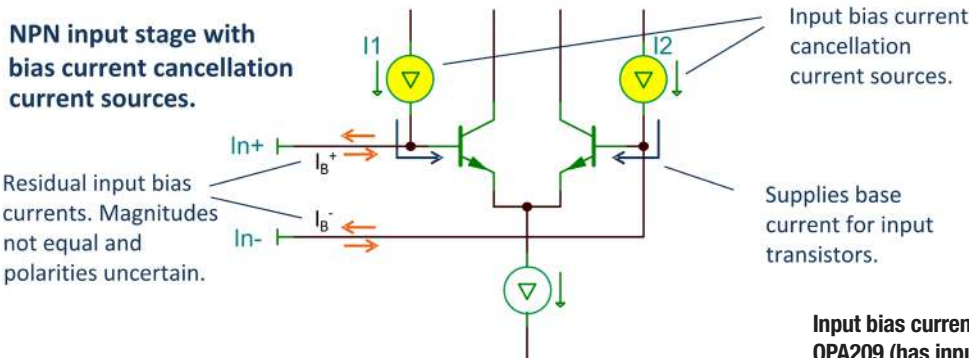 NPN input stage with
bias current cancellation
current sources.
I1
I2
Input bias current
cancellation
current sources.
In+
IB+
Residual input bias
currents. Magnitudes
not equal and
polarities uncertain.
IB-
In-
Supplies base
current for input
transistors.
Input bias curren
OPA209 (has inpu